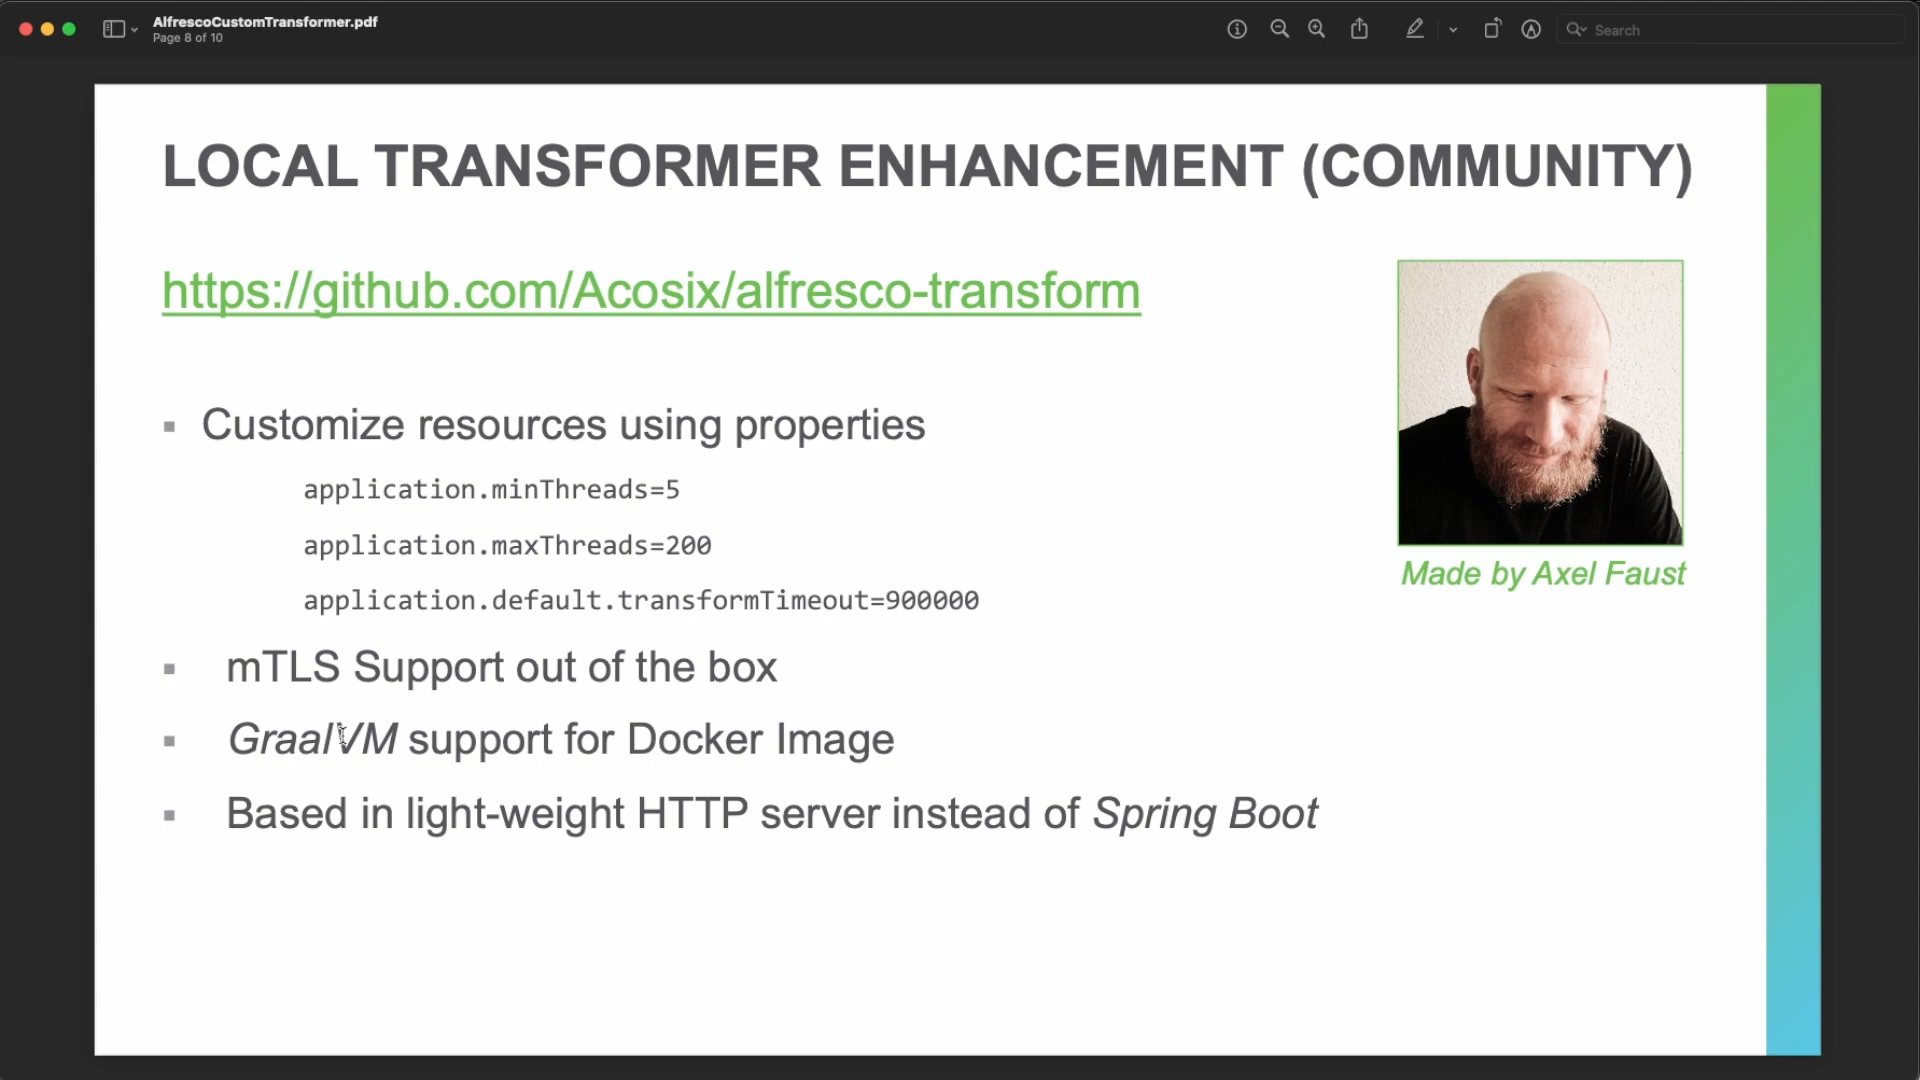 AlfrescoCustomTransformer.pdf
Page 8 of 10
Search
LOCAL TRANSFORMER ENHANCEMENT (COMMUNITY)
https://github.com/Acosix/alfresco-transform
▪ Customize resources using properties
application.minThreads=5
application.maxThreads=200
application.default.transformTimeout=900000
Made by Axel Faust
▪ mTLS Support out of the box
▪ GraalVM support for Docker Image
▪ Based in light-weight HTTP server instead of Spring Boot